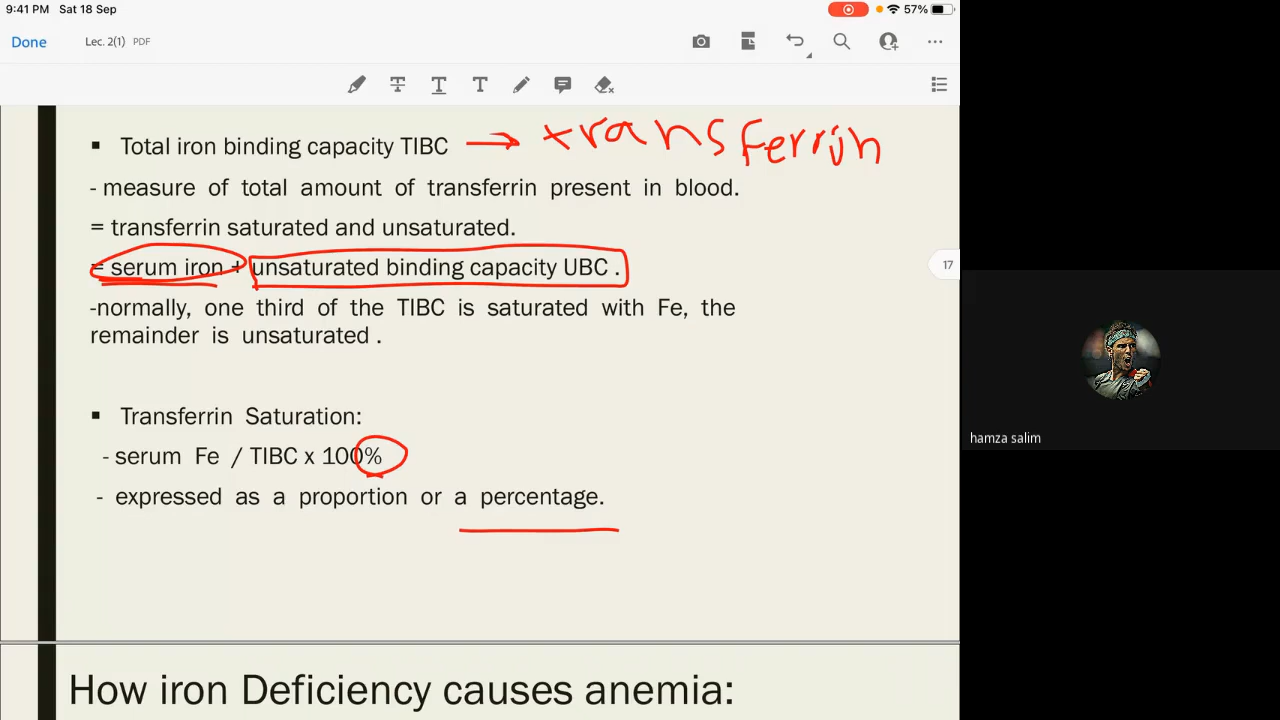 9:41 PM Sat 18 Sep
57%
Done
Lec. 2(1) PDF
▪ Total iron binding capacity TIBC → transferrin
- measure of total amount of transferrin present in blood.
= transferrin saturated and unsaturated.
= serum iron + unsaturated binding capacity UBC .
-normally, one third of the TIBC is saturated with Fe, the
remainder is unsaturated .
17
▪ Transferrin Saturation:
- serum Fe / TIBC x 100%
- expressed as a proportion or a percentage.
How iron Deficiency causes anemia:
hamza salim